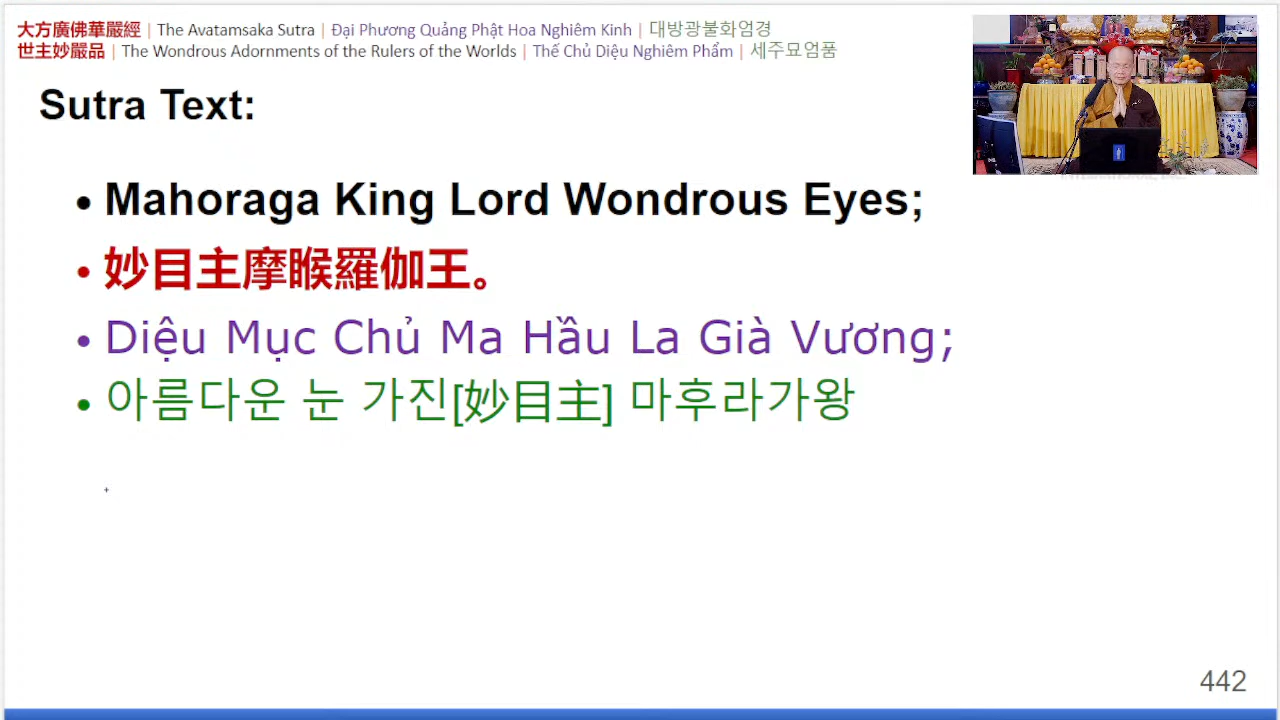 大方廣佛華嚴經 | The Avatamsaka Sutra | Đại Phương Quảng Phật Hoa Nghiêm Kinh | 대방광불화엄경
世主妙嚴品 | The Wondrous Adornments of the Rulers of the Worlds | Thế Chủ Diệu Nghiêm Phẩm | 세주묘엄품
Sutra Text:
• Mahoraga King Lord Wondrous Eyes;
• 妙目主摩睺羅伽王。
• Diệu Mục Chủ Ma Hầu La Già Vương;
• 아름다운 눈 가진[妙目主] 마후라가왕
442